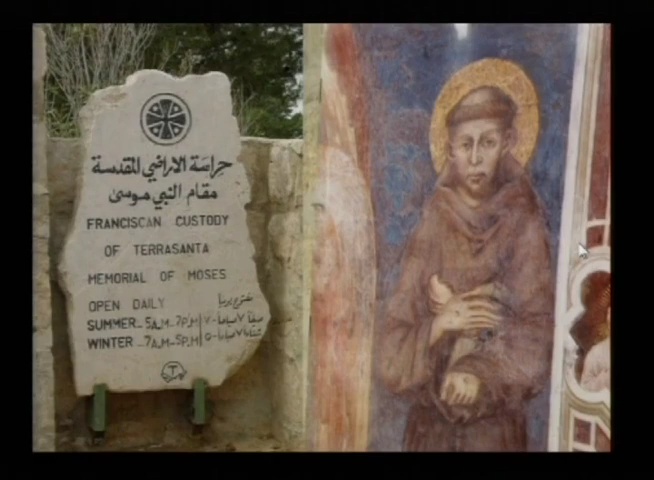 حراسة الاراضي المقدسة
مقام النبي موسى
FRANCISCAN CUSTODY
OF TERRASANTA
MEMORIAL OF MOSES
OPEN DAILY
SUMMER - 5A.M - 7P.M
WINTER - 7A.M - 5P.M
T